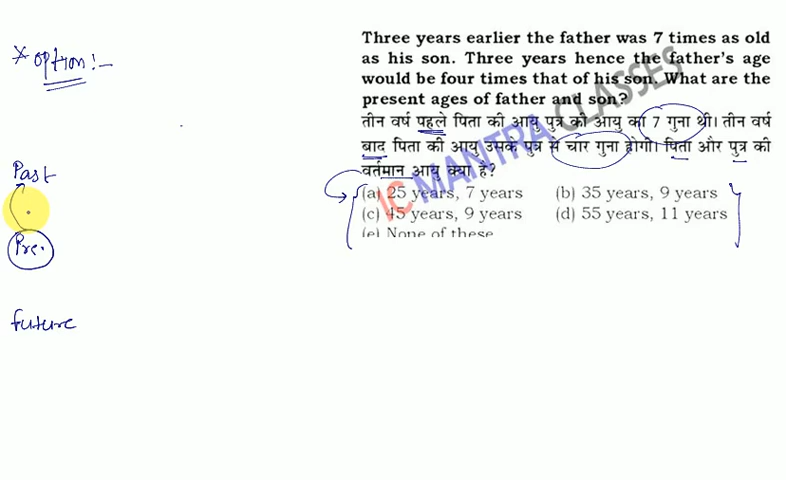 * option:-
Three years earlier the father was 7 times as old
as his son. Three years hence the father's age
would be four times that of his son. What are the
present ages of father and son?
तीन वर्ष पहले पिता की आयु पुत्र की आयु का 7 गुना थी। तीन वर्ष
बाद पिता की आयु उसके पुत्र से चार गुना होगी। पिता और पुत्र की
वर्तमान आयु क्या है?
(a) 25 years, 7 years (b) 35 years, 9 years
(c) 45 years, 9 years (d) 55 years, 11 years
(e) None of these
IC MANTRA CLASSES
Past
Pre.
future